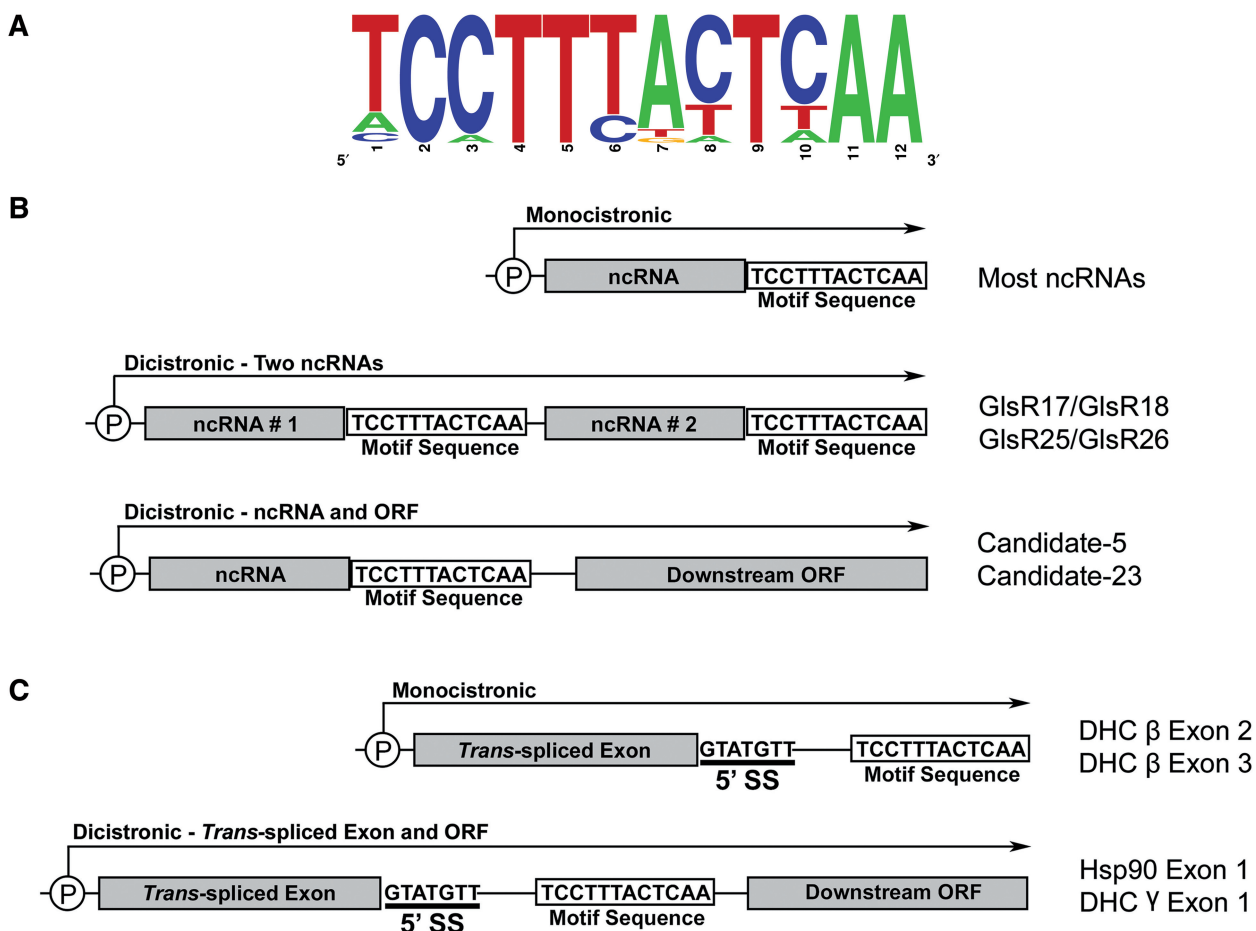 A
TCCTTTACTCAA
A C A C T T T
C A G A A
5′ 1 2 3 4 5 6 7 8 9 10 11 12 3′
B
Monocistronic
P ncRNA TCCTTTACTCAA
Motif Sequence
Most ncRNAs
Dicistronic - Two ncRNAs
P ncRNA # 1 TCCTTTACTCAA ncRNA # 2 TCCTTTACTCAA
Motif Sequence Motif Sequence
GlsR17/GlsR18
GlsR25/GlsR26
Dicistronic - ncRNA and ORF
P ncRNA TCCTTTACTCAA Downstream ORF
Motif Sequence
Candidate-5
Candidate-23
C
Monocistronic
P Trans-spliced Exon GTATGTT TCCTTTACTCAA
5' SS Motif Sequence
DHC β Exon 2
DHC β Exon 3
Dicistronic - Trans-spliced Exon and ORF
P Trans-spliced Exon GTATGTT TCCTTTACTCAA Downstream ORF
5' SS Motif Sequence
Hsp90 Exon 1
DHC γ Exon 1